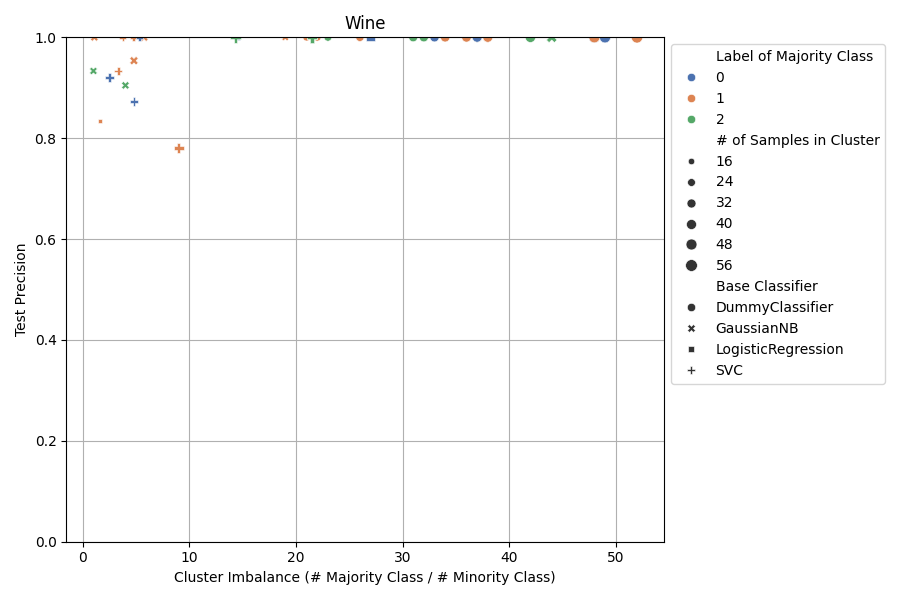 Wine
1.0
0.8
0.6
0.4
0.2
0.0
Test Precision
0
10
20
30
40
50
Cluster Imbalance (# Majority Class / # Minority Class)
Label of Majority Class
0
1
2
# of Samples in Cluster
16
24
32
40
48
56
Base Classifier
DummyClassifier
GaussianNB
LogisticRegression
SVC